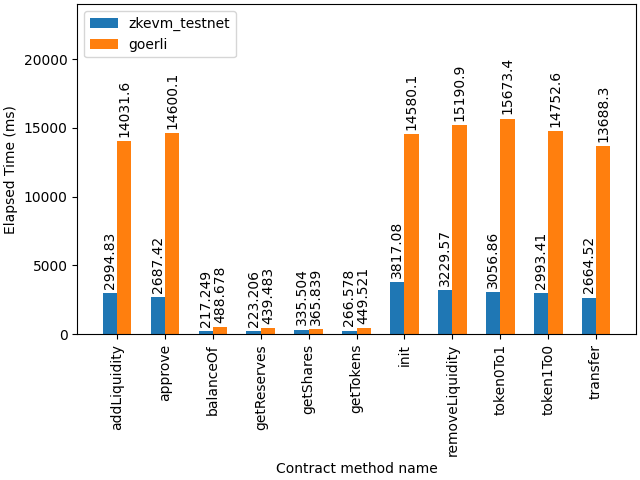 zkevm_testnet
goerli
Elapsed Time (ms)
20000
15000
10000
5000
0
2994.83
14031.6
2687.42
14600.1
217.249
488.678
223.206
439.483
335.504
365.839
266.578
449.521
3817.08
14580.1
3229.57
15190.9
3056.86
15673.4
2993.41
14752.6
2664.52
13688.3
addLiquidity
approve
balanceOf
getReserves
getShares
getTokens
init
removeLiquidity
token0To1
token1To0
transfer
Contract method name